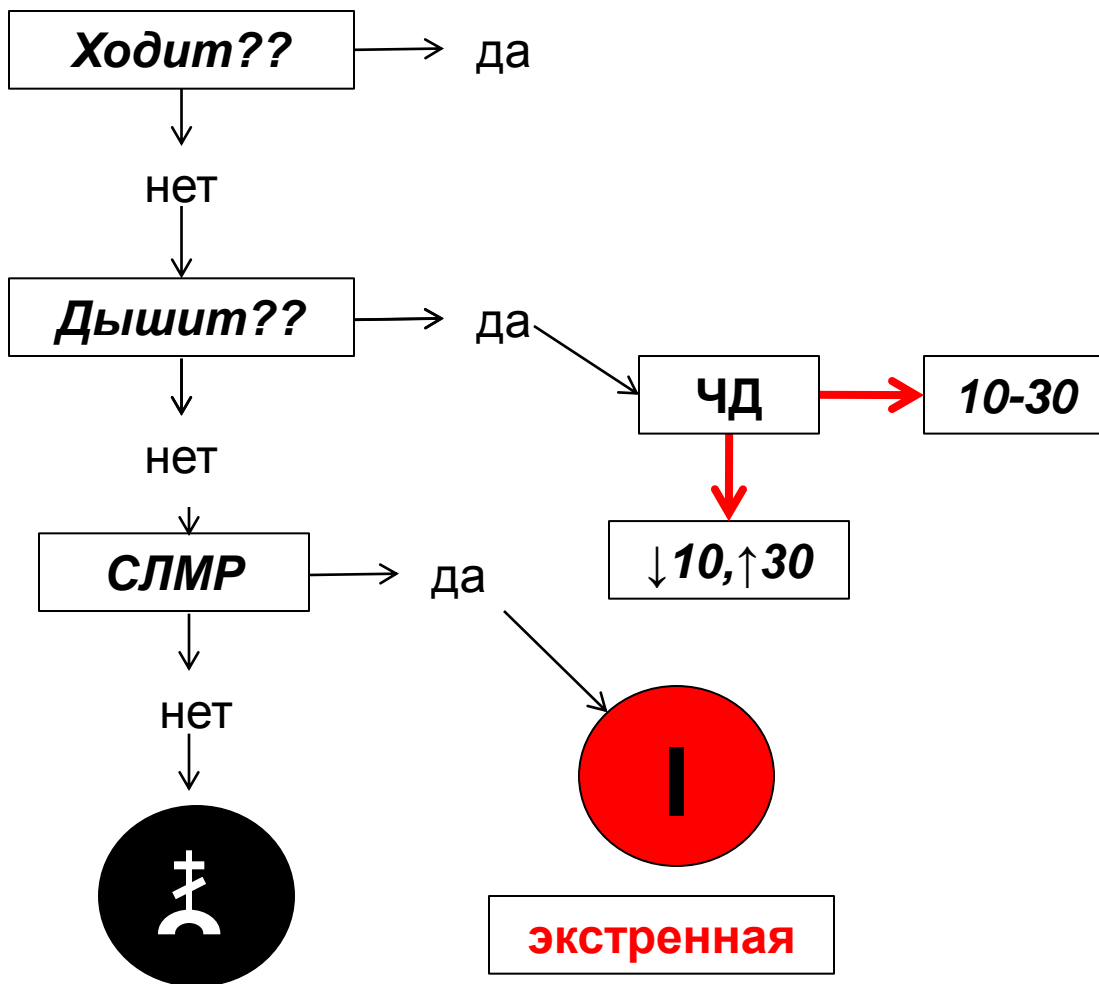 Ходит??
да
нет
Дышит??
да
ЧД
10-30
нет
↓10,↑30
СЛМР
да
нет
I
экстренная